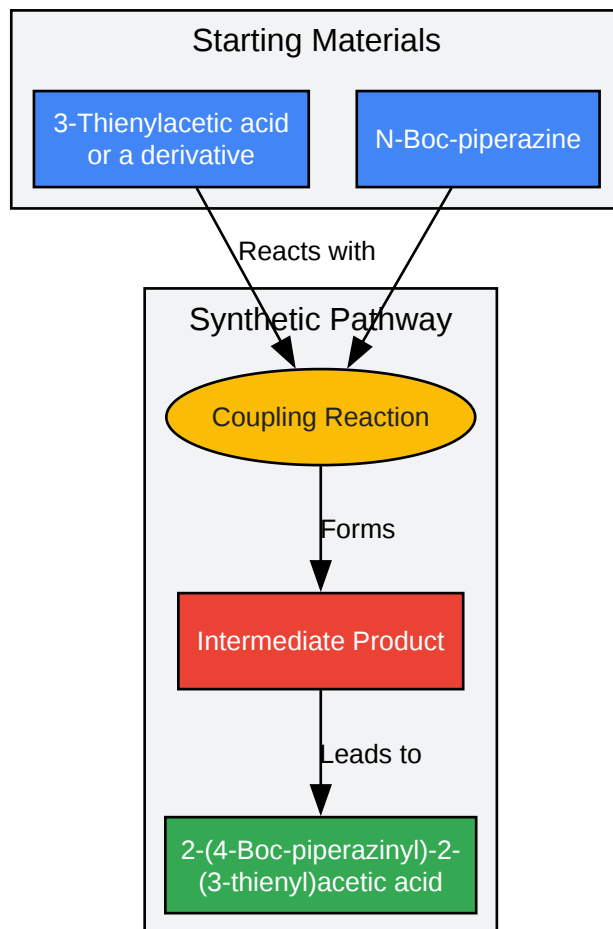 Starting Materials
3-Thienylacetic acid
or a derivative
N-Boc-piperazine
Reacts with
Synthetic Pathway
Coupling Reaction
Forms
Intermediate Product
Leads to
2-(4-Boc-piperazinyl)-2-
(3-thienyl)acetic acid